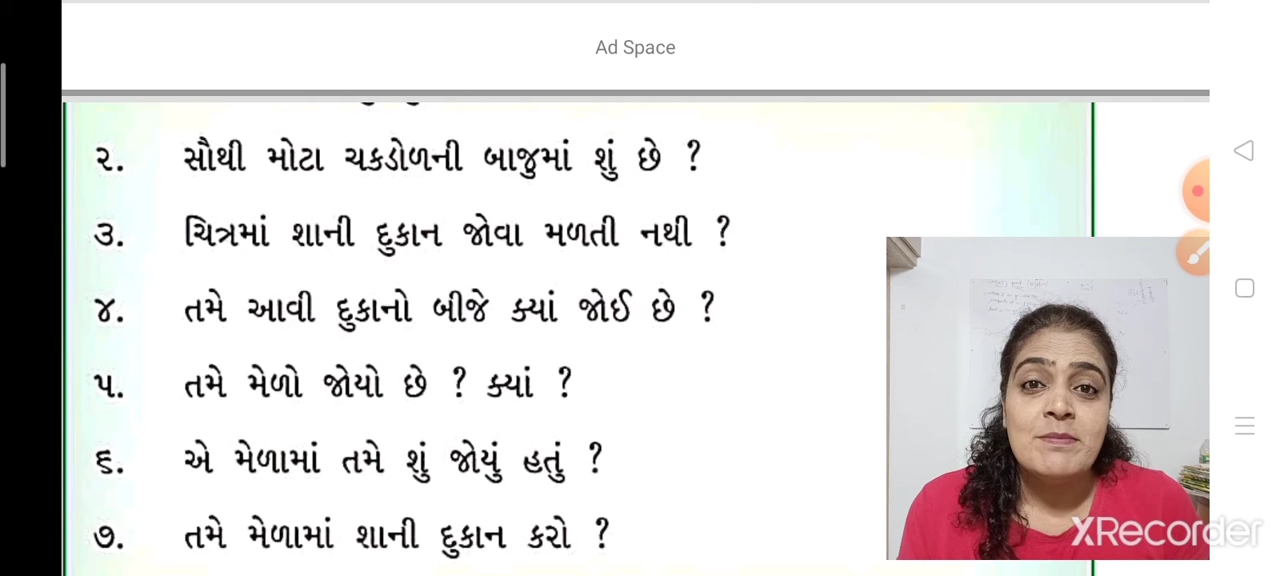 Ad Space
૨. સૌથી મોટા ચકડોળની બાજુમાં શું છે ?
૩. ચિત્રમાં શાની દુકાન જોવા મળતી નથી ?
૪. તમે આવી દુકાનો બીજે ક્યાં જોઈ છે ?
૫. તમે મેળો જોયો છે ? ક્યાં ?
૬. એ મેળામાં તમે શું જોયું હતું ?
૭. તમે મેળામાં શાની દુકાન કરો ?
XRecorder